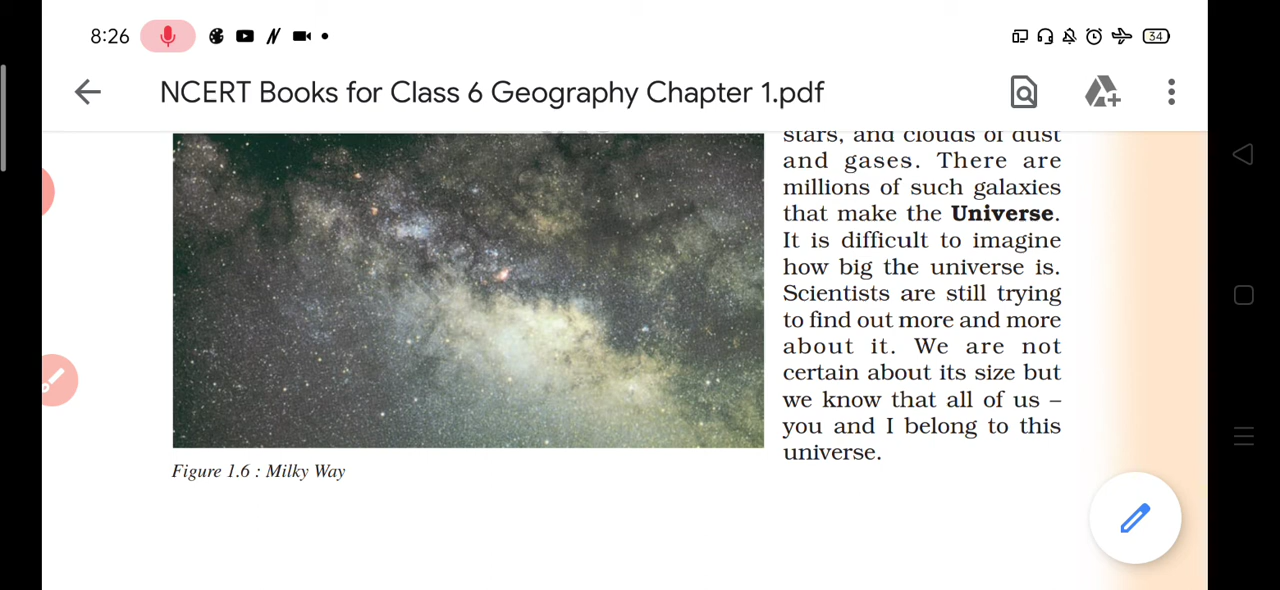 8:26
34
NCERT Books for Class 6 Geography Chapter 1.pdf
stars, and clouds of dust
and gases. There are
millions of such galaxies
that make the Universe.
It is difficult to imagine
how big the universe is.
Scientists are still trying
to find out more and more
about it. We are not
certain about its size but
we know that all of us –
you and I belong to this
universe.
Figure 1.6 : Milky Way